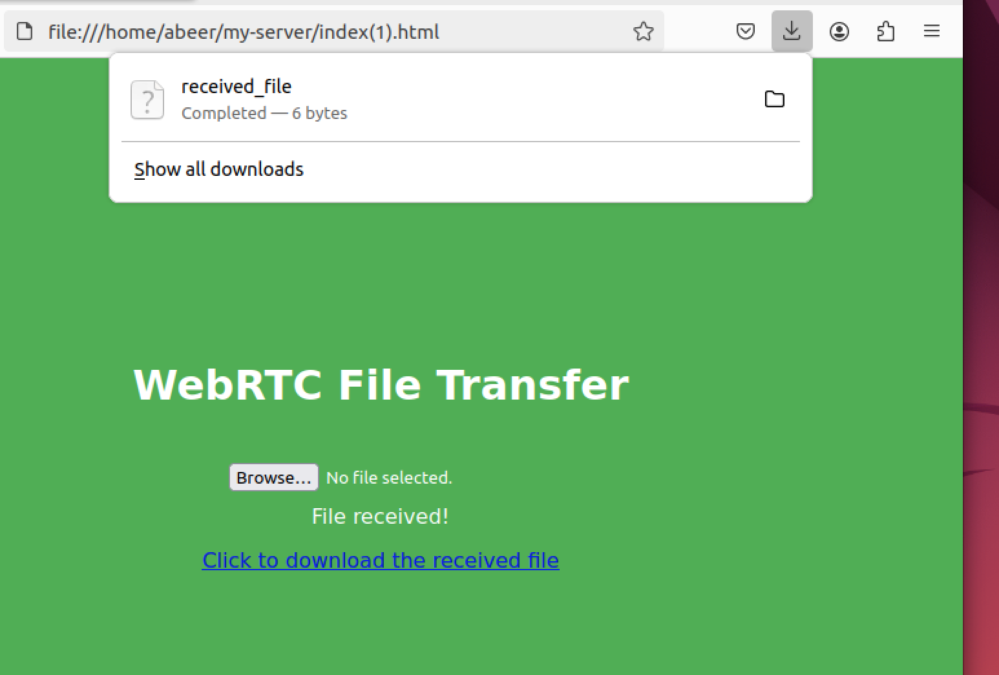 file:///home/abeer/my-server/index(1).html
received_file
Completed — 6 bytes
Show all downloads
WebRTC File Transfer
Browse... No file selected.
File received!
Click to download the received file